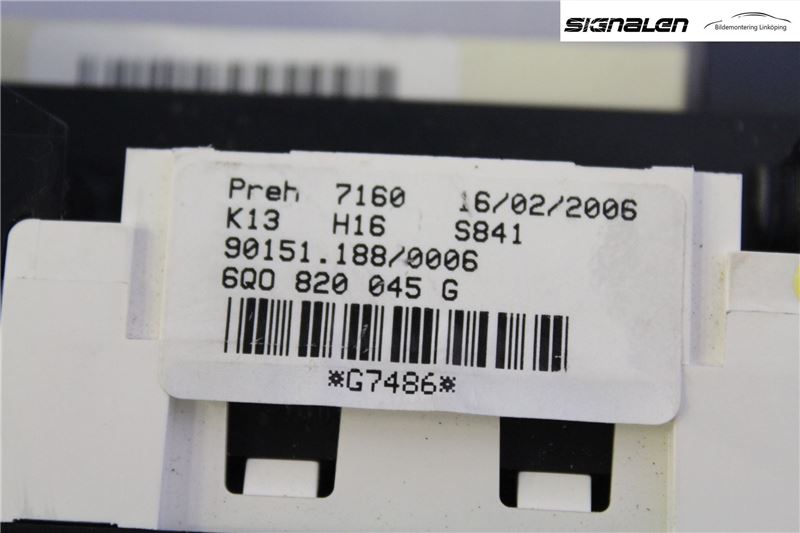 SIGNALEN
Bildemontering Linköping
Preh 7160 16/02/2006
K13 H16 S841
90151.188/0006
6Q0 820 045 G
*G7486*